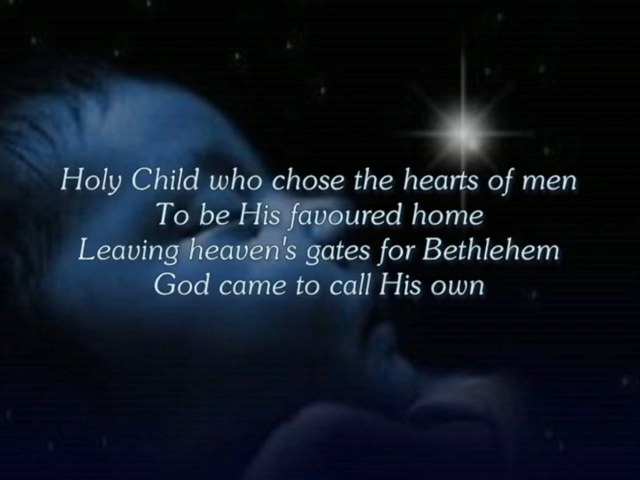 Holy Child who chose the hearts of men
To be His favoured home
Leaving heaven's gates for Bethlehem
God came to call His own